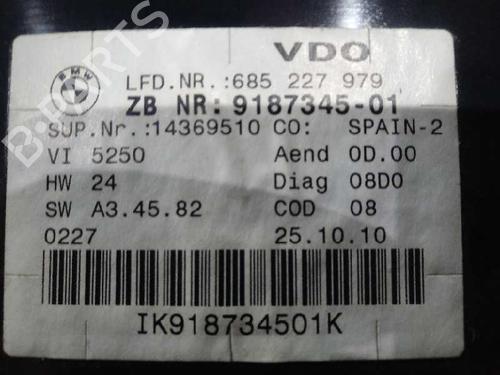 BMW
VDO
LFD.NR.:685 227 979
ZB NR: 9187345-01
SUP.Nr.:14369510 CO: SPAIN-2
VI 5250 Aend 0D.00
HW 24 Diag 08D0
SW A3.45.82 COD 08
0227 25.10.10
IK918734501K
B-PARTS